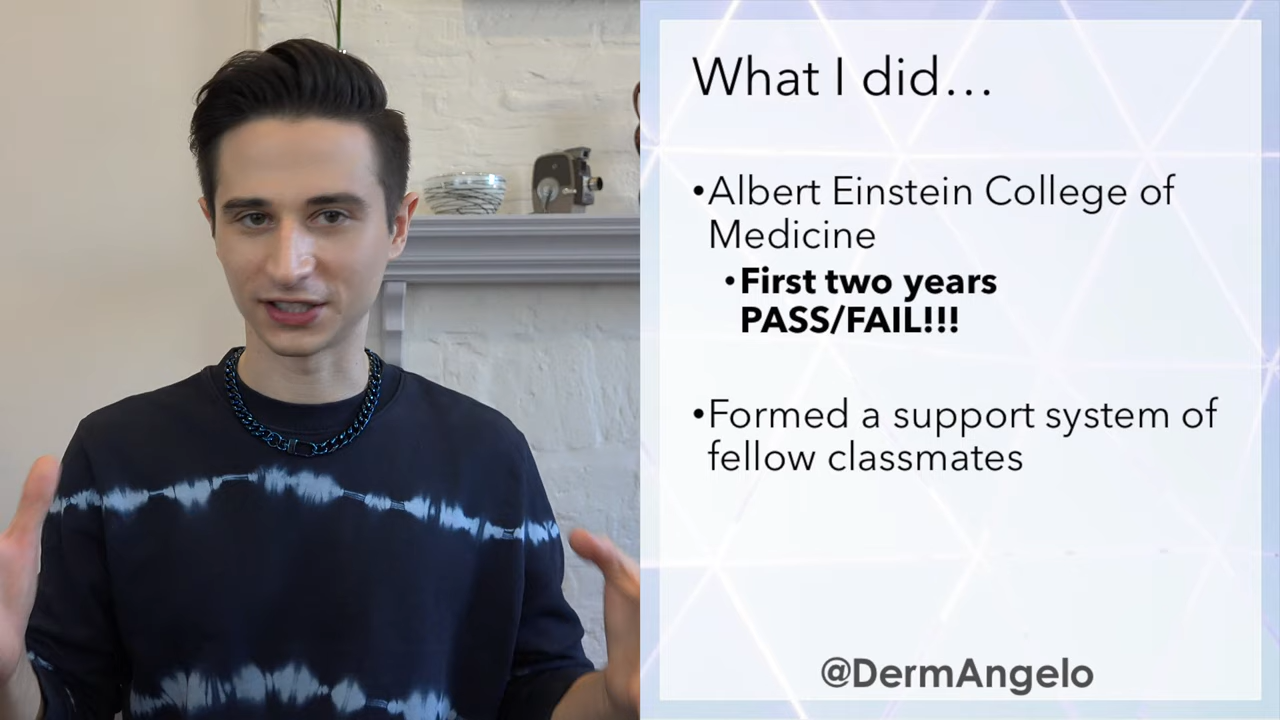 What I did…
•Albert Einstein College of
Medicine
•First two years
PASS/FAIL!!!
•Formed a support system of
fellow classmates
@DermAngelo